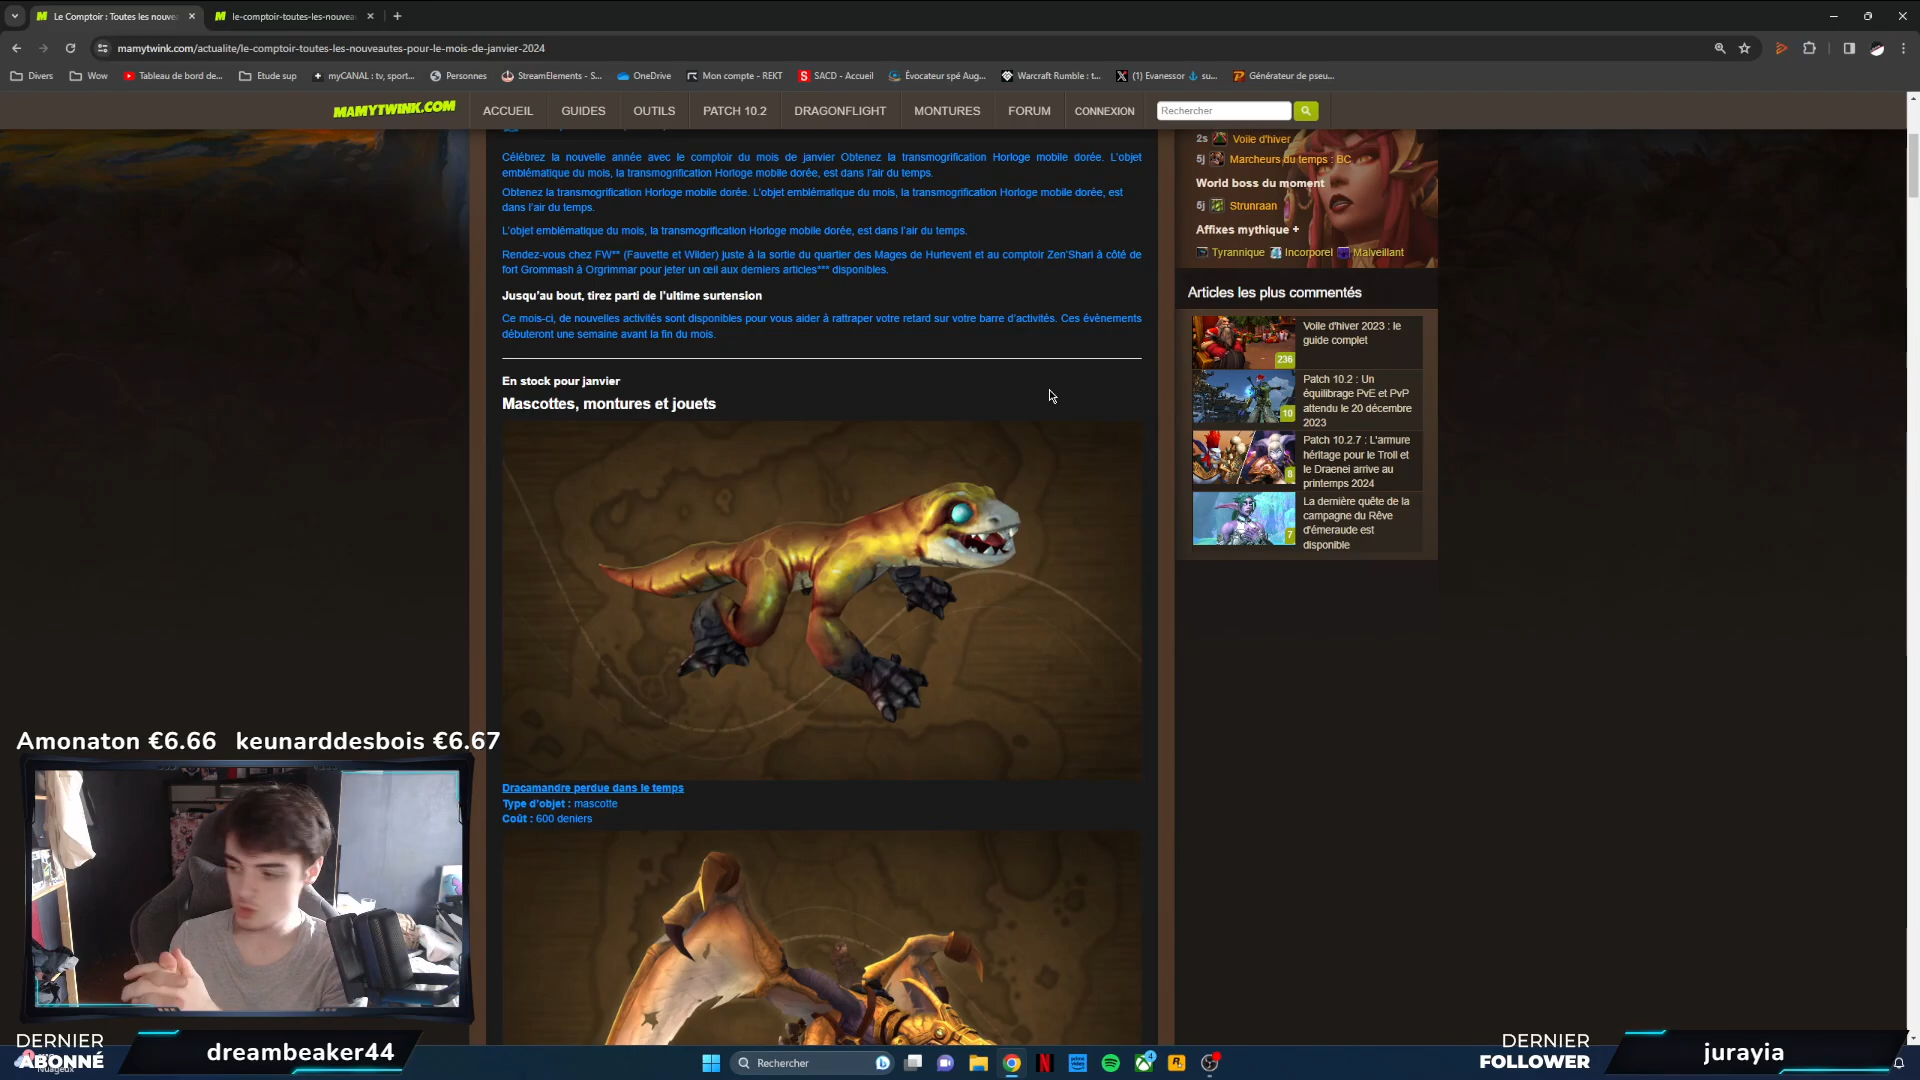 Le Comptoir : Toutes les nouve
le-comptoir-toutes-les-nouvea
mamytwink.com/actualite/le-comptoir-toutes-les-nouveautes-pour-le-mois-de-janvier-2024
Divers
Wow
Tableau de bord de...
Etude sup
myCANAL : tv, sport...
Personnes
StreamElements - S...
OneDrive
Mon compte - REKT
SACD - Accueil
Évocateur spé Aug...
Warcraft Rumble : t...
(1) Evanessor ⚓ su...
Générateur de pseu...
MAMYTWINK.COM
ACCUEIL
GUIDES
OUTILS
PATCH 10.2
DRAGONFLIGHT
MONTURES
FORUM
CONNEXION
Rechercher
Célébrez la nouvelle année avec le comptoir du mois de janvier Obtenez la transmogrification Horloge mobile dorée. L'objet
emblématique du mois, la transmogrification Horloge mobile dorée, est dans l'air du temps.
Obtenez la transmogrification Horloge mobile dorée. L'objet emblématique du mois, la transmogrification Horloge mobile dorée, est
dans l'air du temps.
L'objet emblématique du mois, la transmogrification Horloge mobile dorée, est dans l'air du temps.
Rendez-vous chez FW** (Fauvette et Wilder) juste à la sortie du quartier des Mages de Hurlevent et au comptoir Zen'Shari à côté de
fort Grommash à Orgrimmar pour jeter un œil aux derniers articles*** disponibles.
Jusqu'au bout, tirez parti de l'ultime surtension
Ce mois-ci, de nouvelles activités sont disponibles pour vous aider à rattraper votre retard sur votre barre d'activités. Ces évènements
débuteront une semaine avant la fin du mois.
En stock pour janvier
Mascottes, montures et jouets
Dracamandre perdue dans le temps
Type d'objet : mascotte
Coût : 600 deniers
2s Voile d'hiver
5j Marcheurs du temps : BC
World boss du moment
5j Strunraan
Affixes mythique +
Tyrannique Incorporel Malveillant
Articles les plus commentés
Voile d'hiver 2023 : le
guide complet
236
Patch 10.2 : Un
équilibrage PvE et PvP
attendu le 20 décembre
2023
10
Patch 10.2.7 : L'armure
héritage pour le Troll et
le Draenei arrive au
printemps 2024
8
La dernière quête de la
campagne du Rêve
d'émeraude est
disponible
7
Amonaton €6.66 keunarddesbois €6.67
DERNIER
ABONNÉ
dreambeaker44
Nuageux
Rechercher
4
DERNIER
FOLLOWER
jurayia